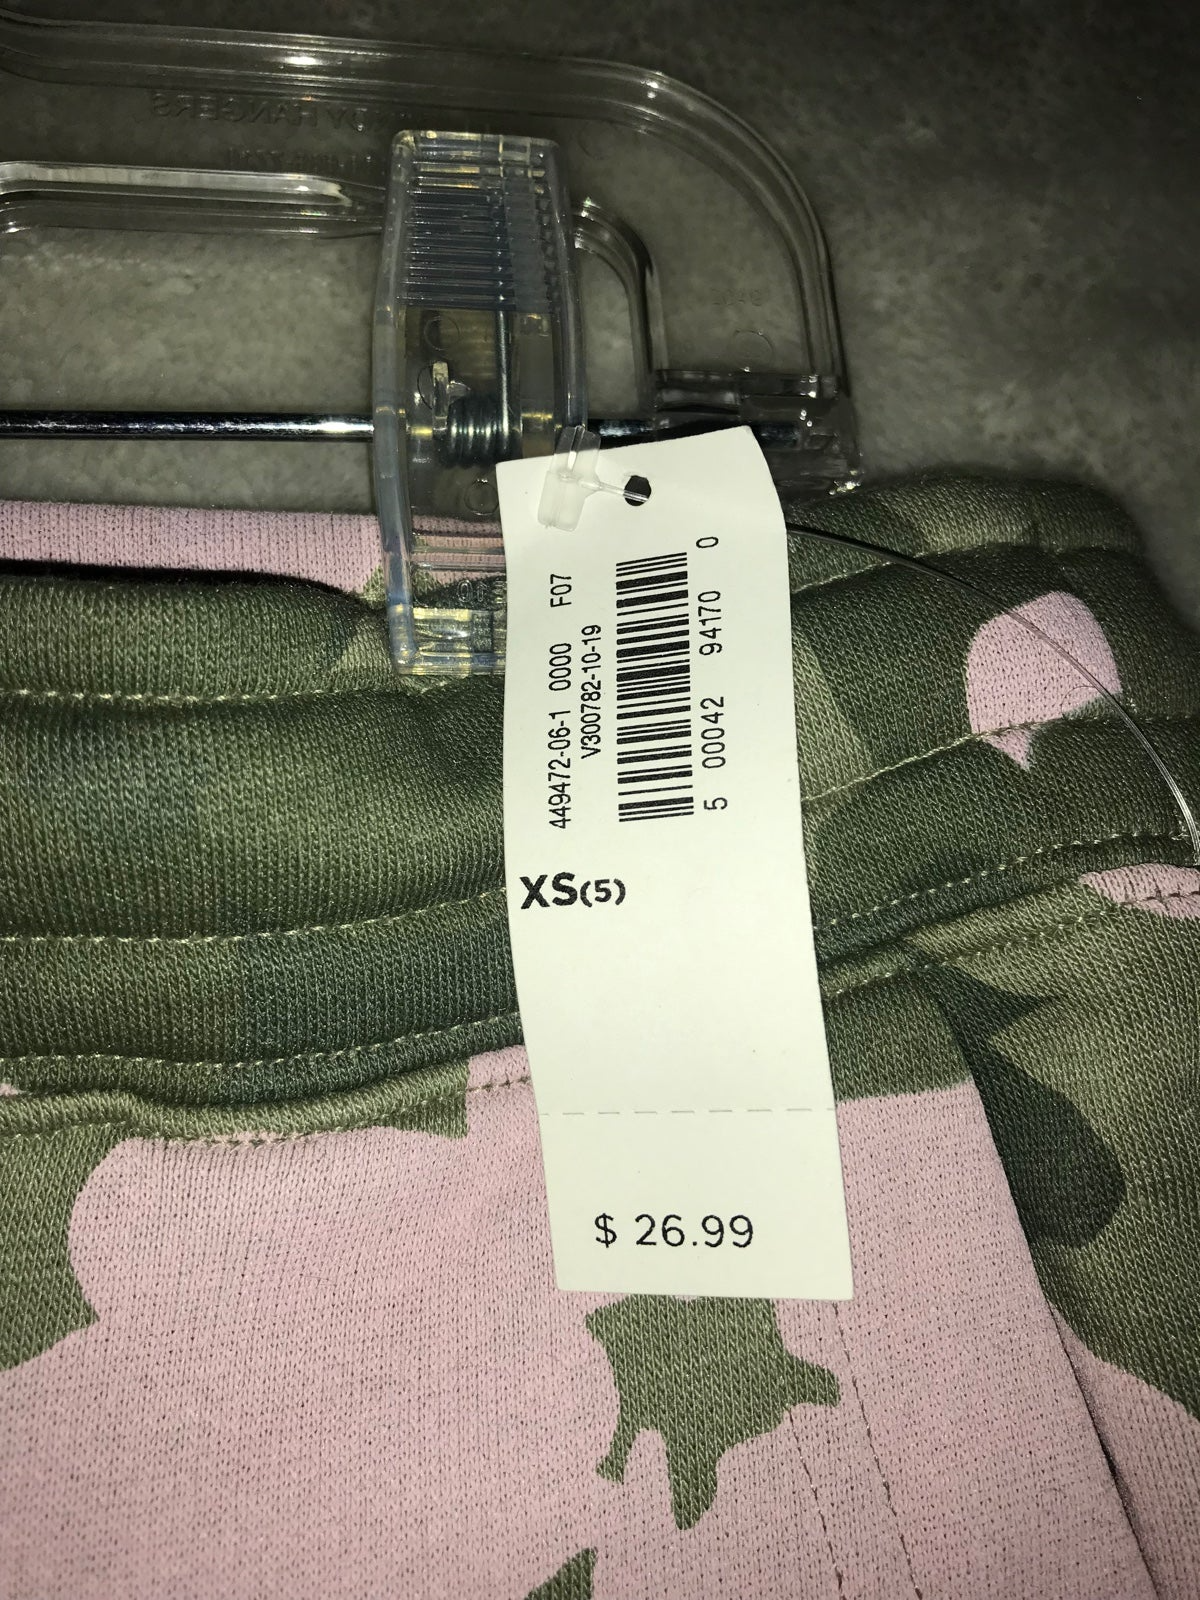 449472-06-1 0000 F07
V300782-10-19
5 00042 94170 0
XS(5)
$ 26.99